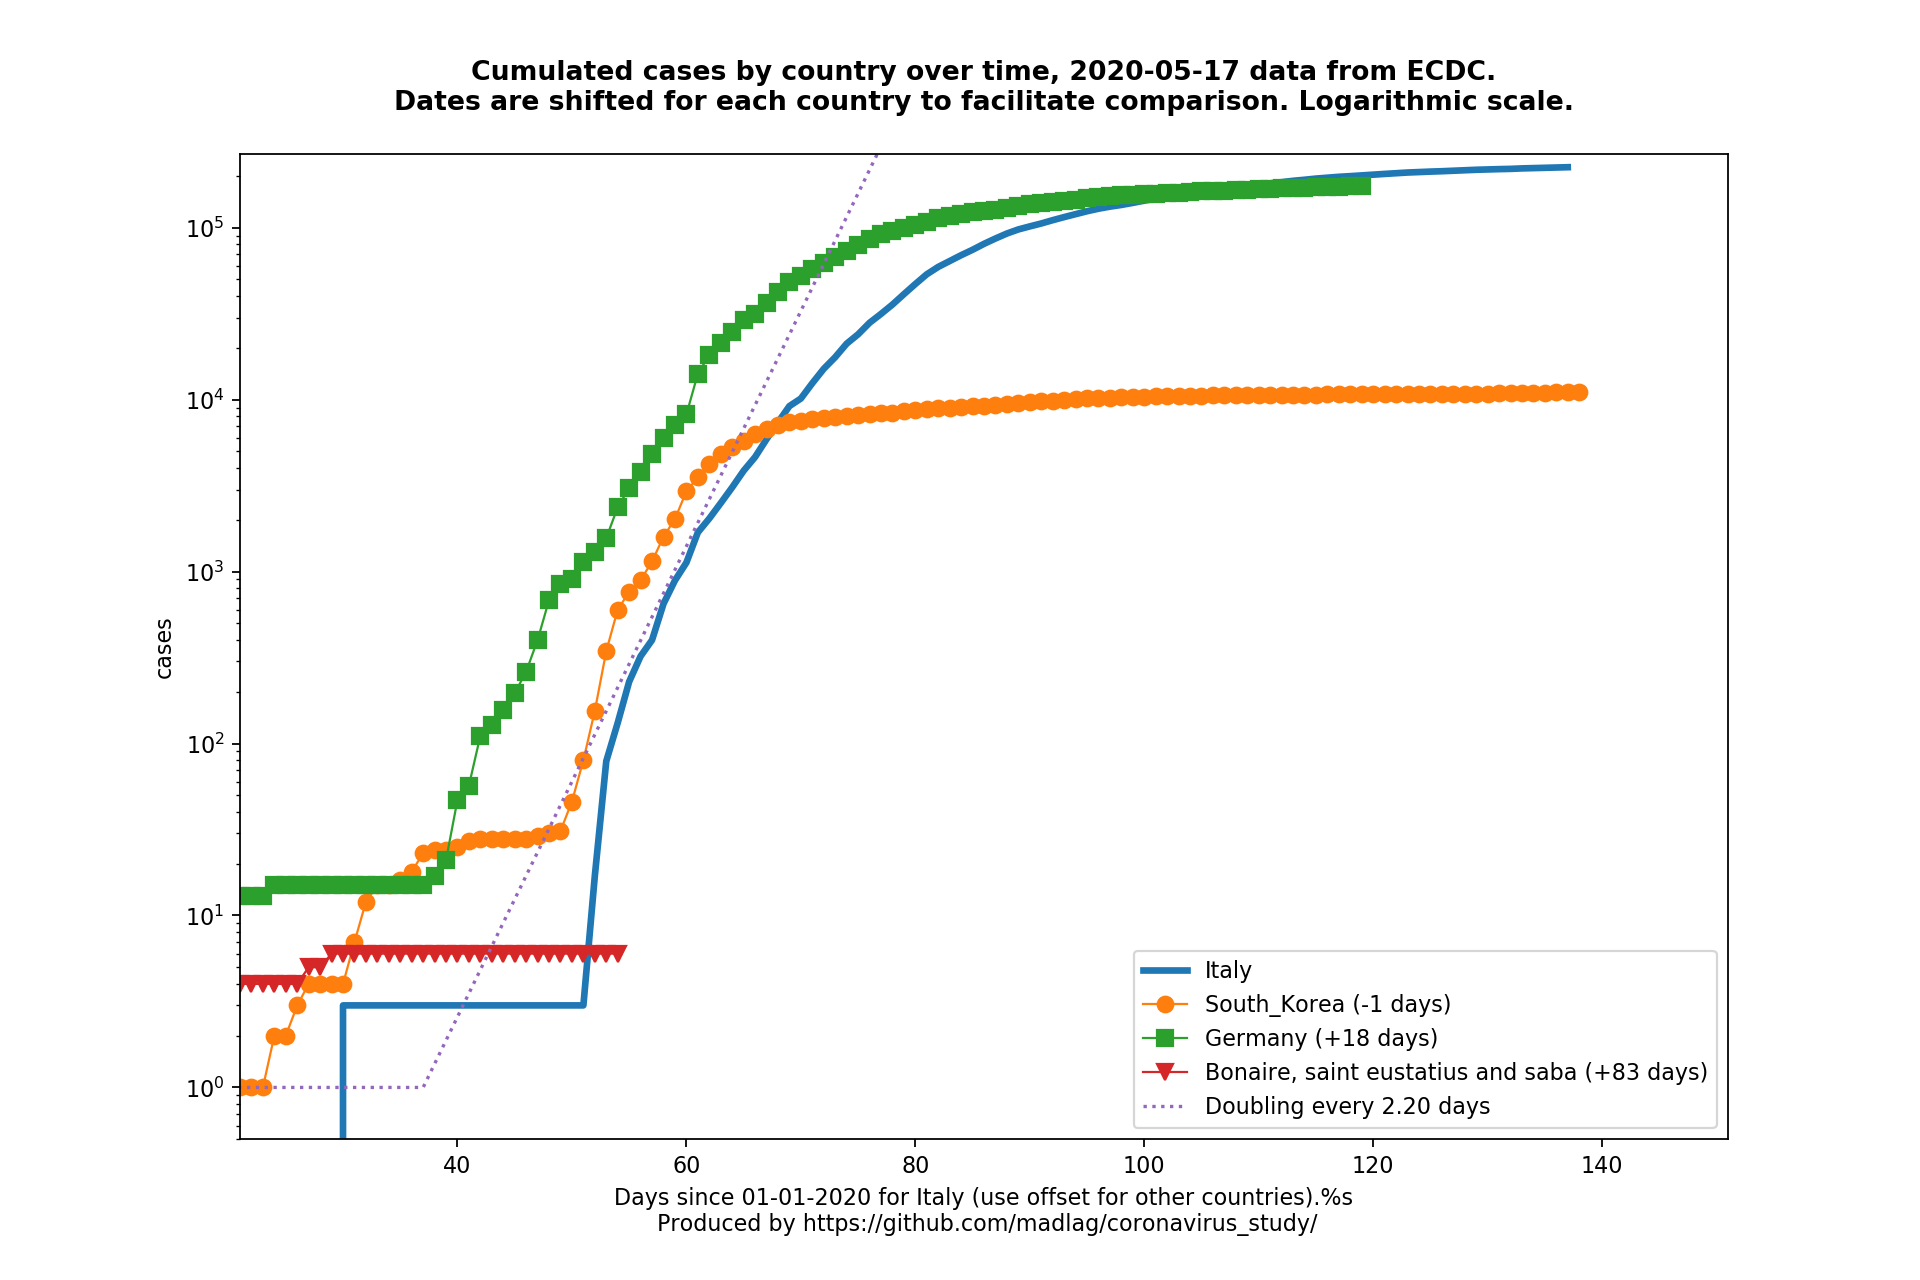 Cumulated cases by country over time, 2020-05-17 data from ECDC.
Dates are shifted for each country to facilitate comparison. Logarithmic scale.
cases
10^5
10^4
10^3
10^2
10^1
10^0
40 60 80 100 120 140
Italy
South_Korea (-1 days)
Germany (+18 days)
Bonaire, saint eustatius and saba (+83 days)
Doubling every 2.20 days
Days since 01-01-2020 for Italy (use offset for other countries).%s
Produced by https://github.com/madlag/coronavirus_study/